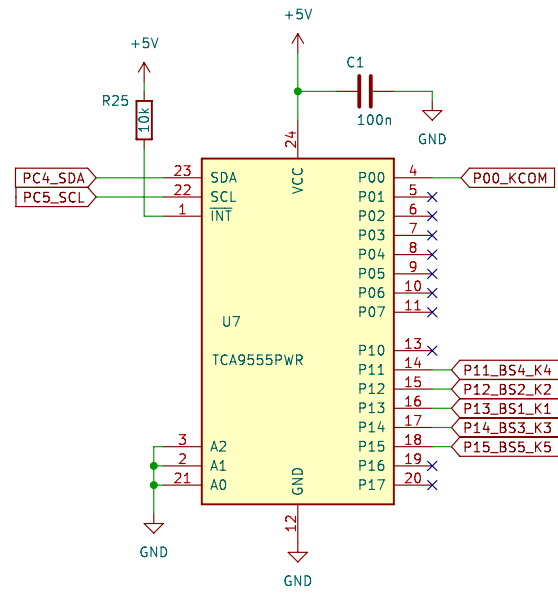 +5V
+5V
C1
R25
10k
100n
GND
24
VCC
PC4_SDA 23 SDA P00 4 P00_KCOM
PC5_SCL 22 SCL P01 5
1 INT P02 6
P03 7
P04 8
P05 9
P06 10
P07 11
U7
P10 13
TCA9555PWR
P11 14 P11_BS4_K4
P12 15 P12_BS2_K2
P13 16 P13_BS1_K1
P14 17 P14_BS3_K3
3 A2 P15 18 P15_BS5_K5
2 A1 P16 19
21 A0 P17 20
GND
12
GND
GND